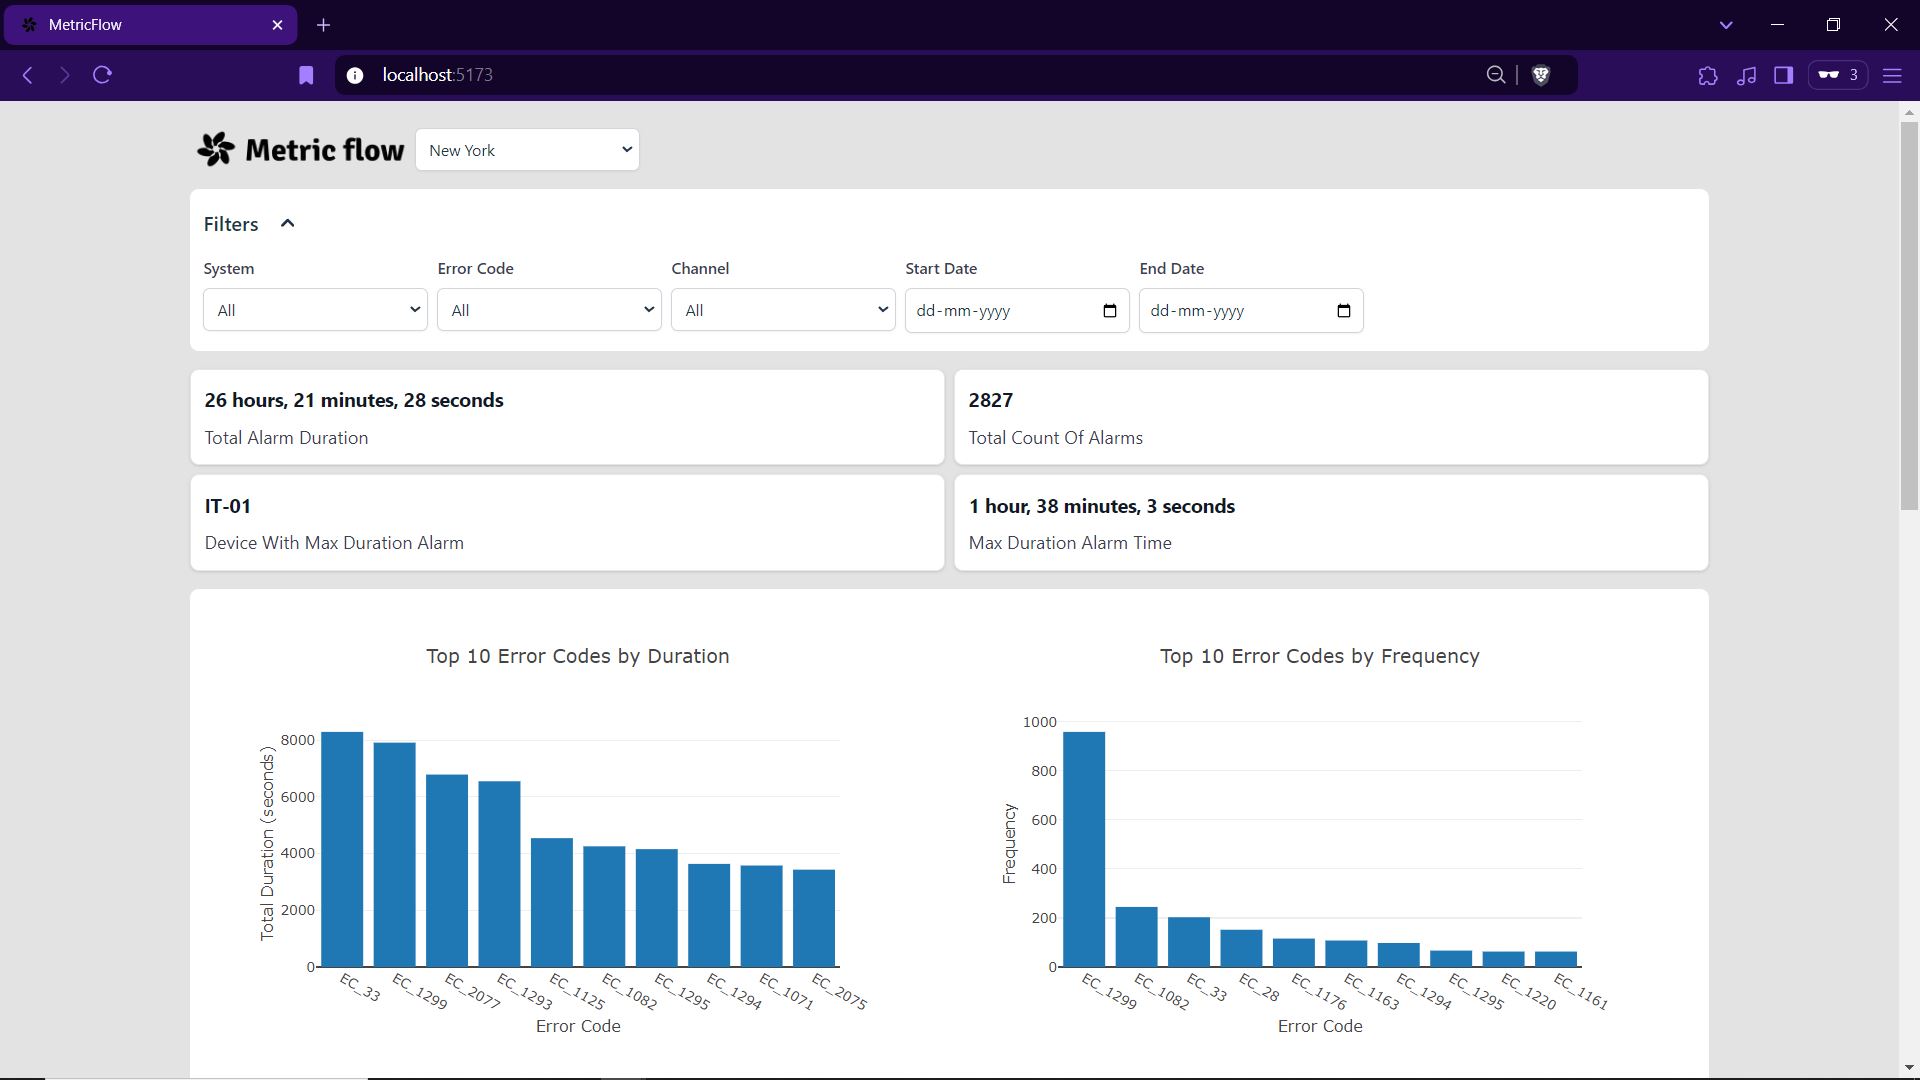 MetricFlow
localhost:5173
3
Metric flow
New York
Filters
System Error Code Channel Start Date End Date
All All All dd-mm-yyyy dd-mm-yyyy
26 hours, 21 minutes, 28 seconds
Total Alarm Duration
2827
Total Count Of Alarms
IT-01
Device With Max Duration Alarm
1 hour, 38 minutes, 3 seconds
Max Duration Alarm Time
Top 10 Error Codes by Duration
Total Duration (seconds)
8000
6000
4000
2000
0
EC_33 EC_1299 EC_2077 EC_1293 EC_1125 EC_1082 EC_1295 EC_1294 EC_1071 EC_2075
Error Code
Top 10 Error Codes by Frequency
Frequency
1000
800
600
400
200
0
EC_1299 EC_1082 EC_33 EC_28 EC_1176 EC_1163 EC_1294 EC_1295 EC_1220 EC_1161
Error Code